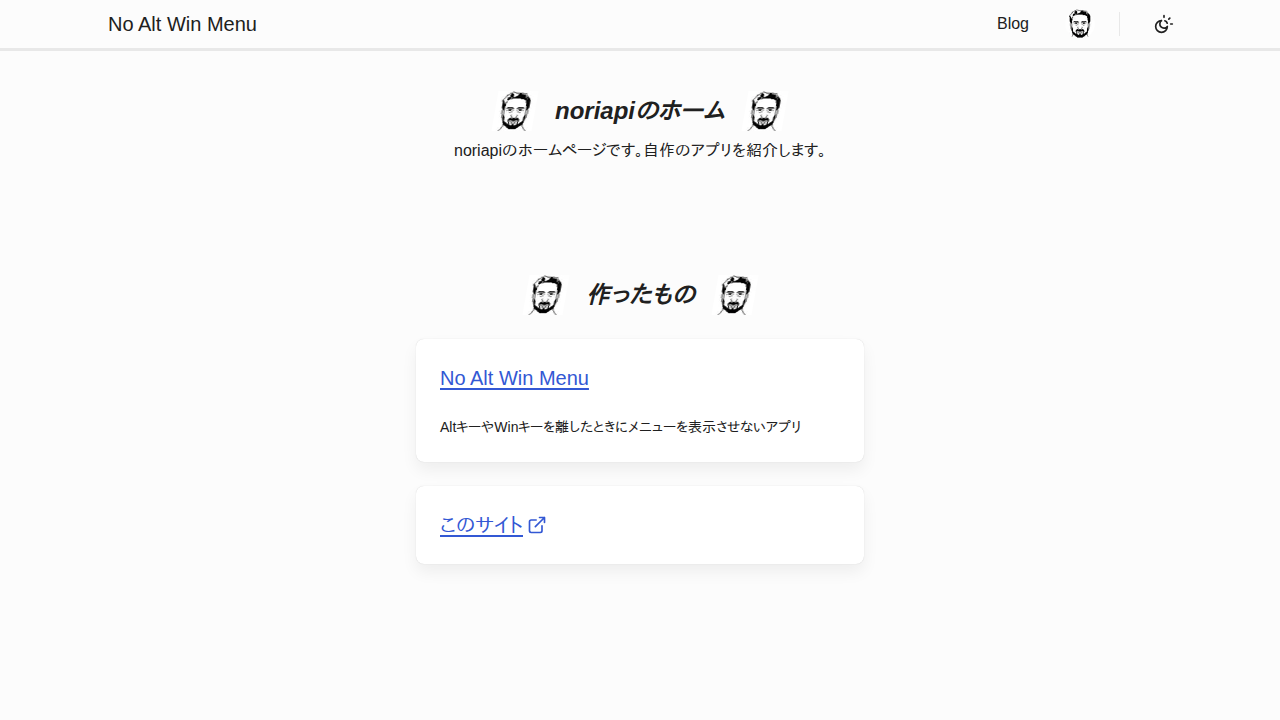 No Alt Win Menu
Blog
noriapiのホーム
noriapiのホームページです。自作のアプリを紹介します。
作ったもの
No Alt Win Menu
AltキーやWinキーを離したときにメニューを表示させないアプリ
このサイト